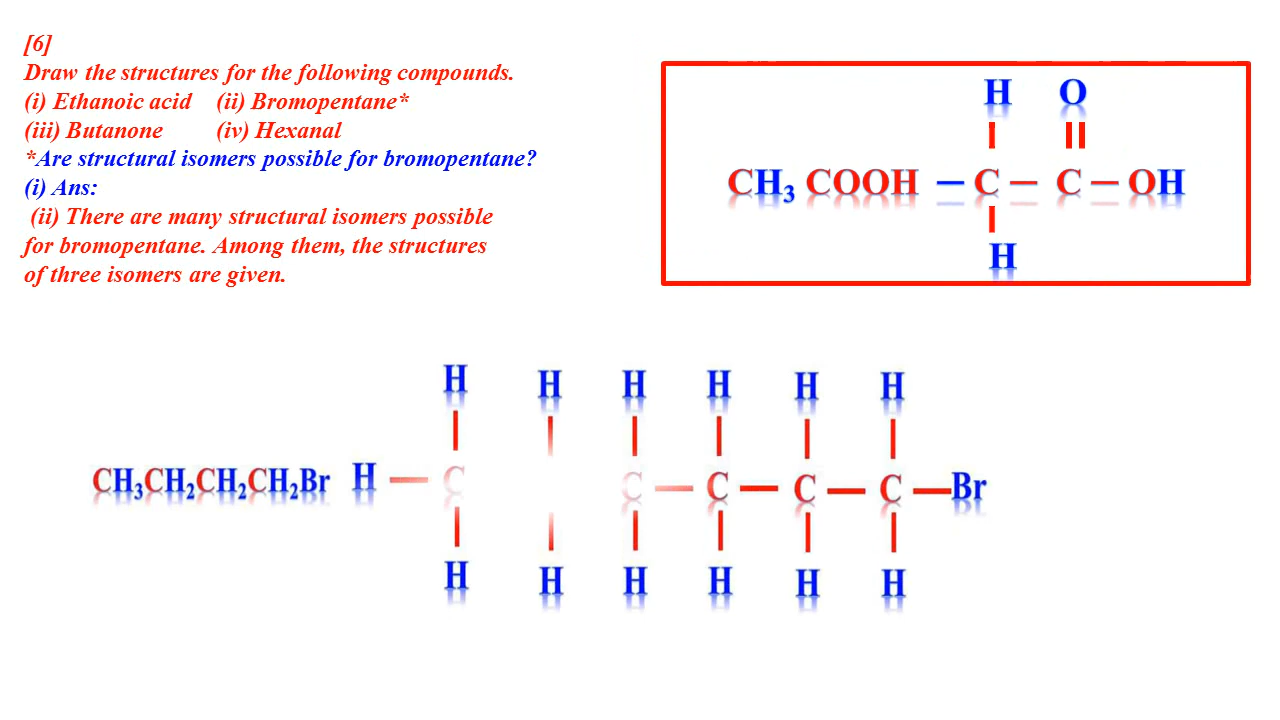 [6]
Draw the structures for the following compounds.
(i) Ethanoic acid (ii) Bromopentane*
(iii) Butanone (iv) Hexanal
*Are structural isomers possible for bromopentane?
(i) Ans:
(ii) There are many structural isomers possible
for bromopentane. Among them, the structures
of three isomers are given.
H O
CH₃ COOH – C – C – OH
H
H H H H H H
CH₃CH₂CH₂CH₂Br H – C C – C – C – C – Br
H H H H H H